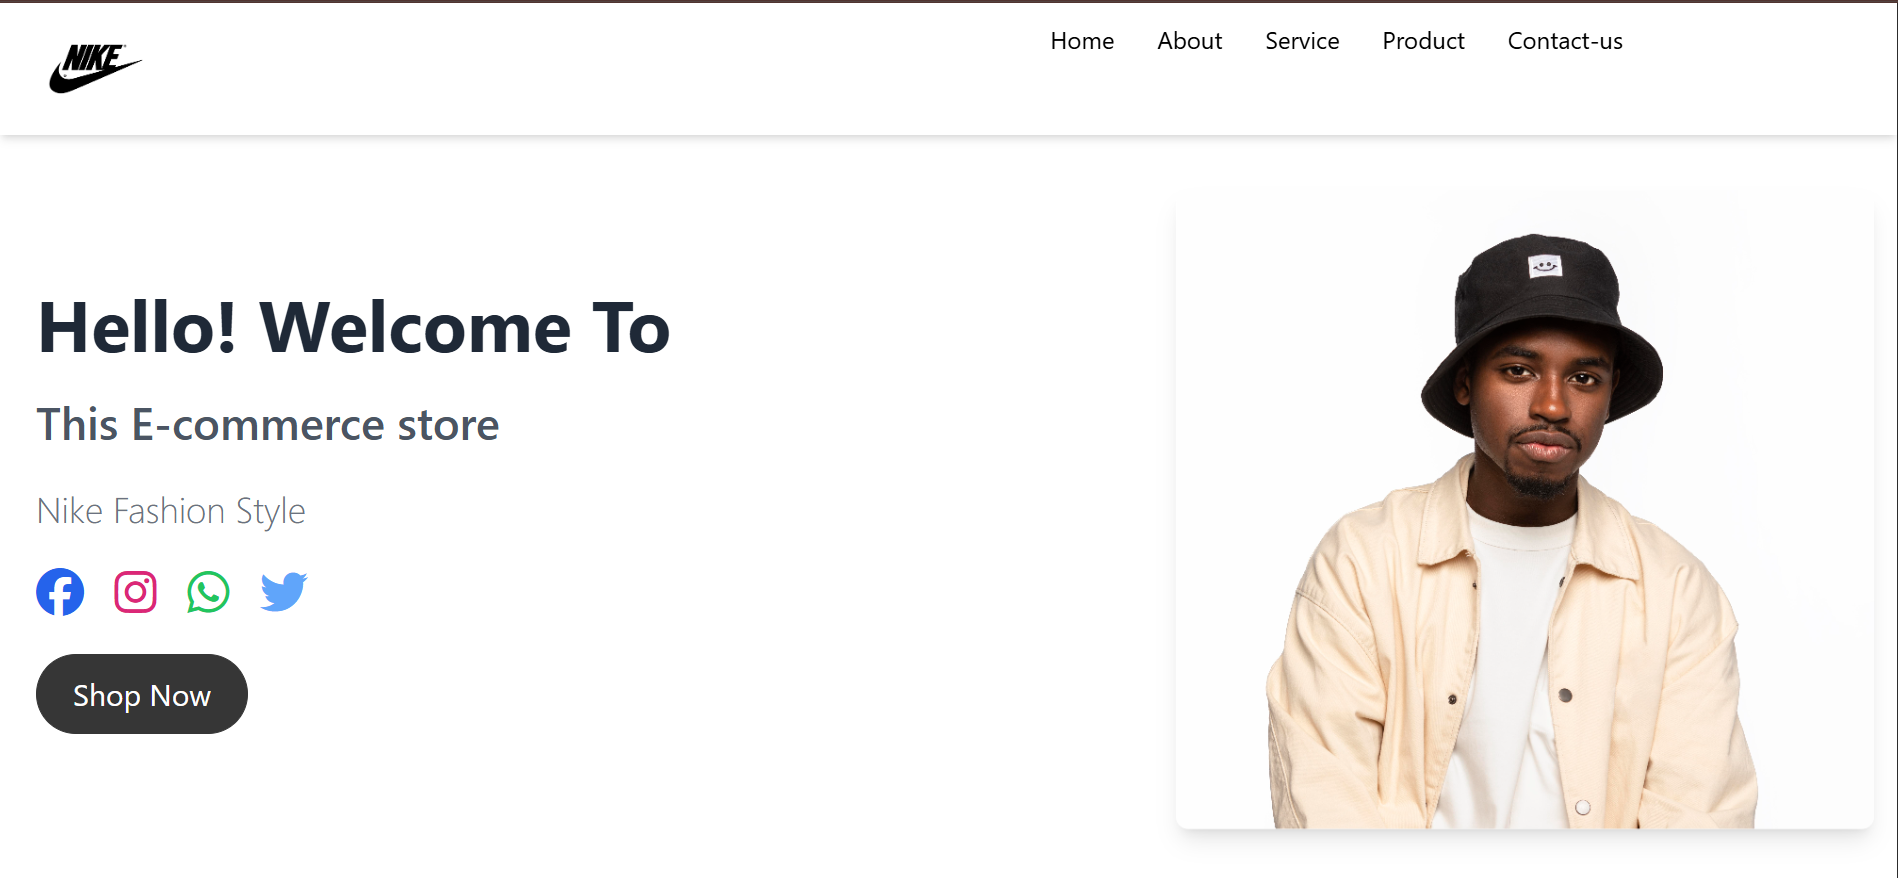 NIKE
Home About Service Product Contact-us
Hello! Welcome To
This E-commerce store
Nike Fashion Style
Shop Now